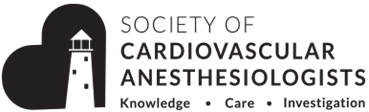 SOCIETY OF
CARDIOVASCULAR
ANESTHESIOLOGISTS
Knowledge • Care • Investigation